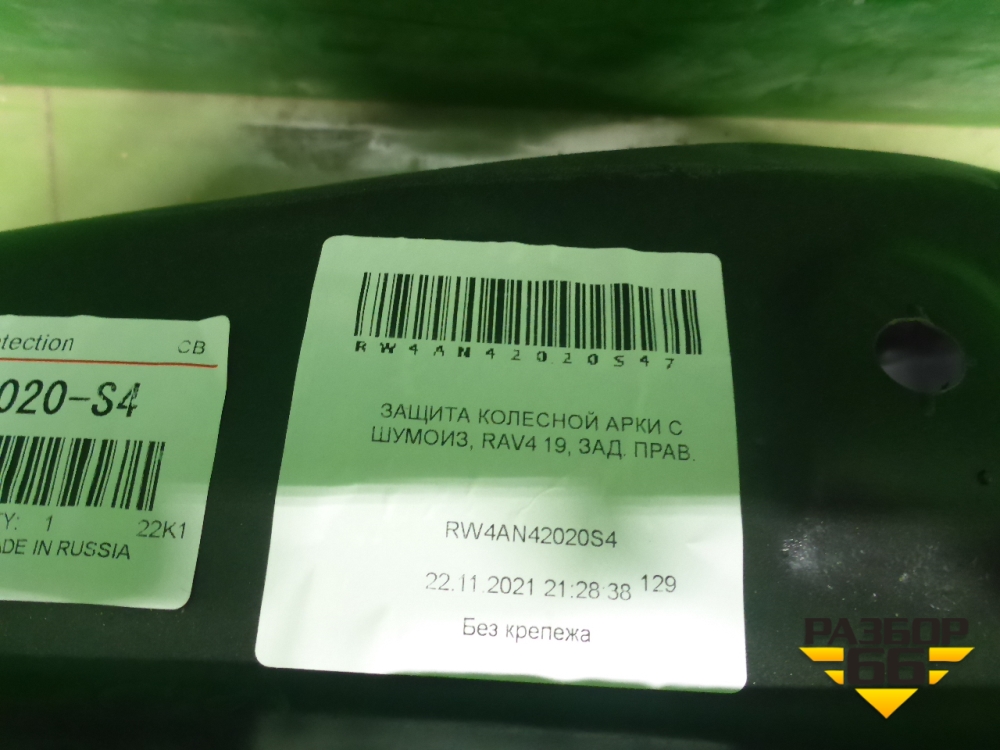 tection CB
020-S4
TY: 1 22K1
ADE IN RUSSIA
RW4AN42020S47
ЗАЩИТА КОЛЕСНОЙ АРКИ С
ШУМОИЗ, RAV4 19, ЗАД. ПРАВ.
RW4AN42020S4
22.11.2021 21:28:38 129
Без крепежа
РАЗБОР
66